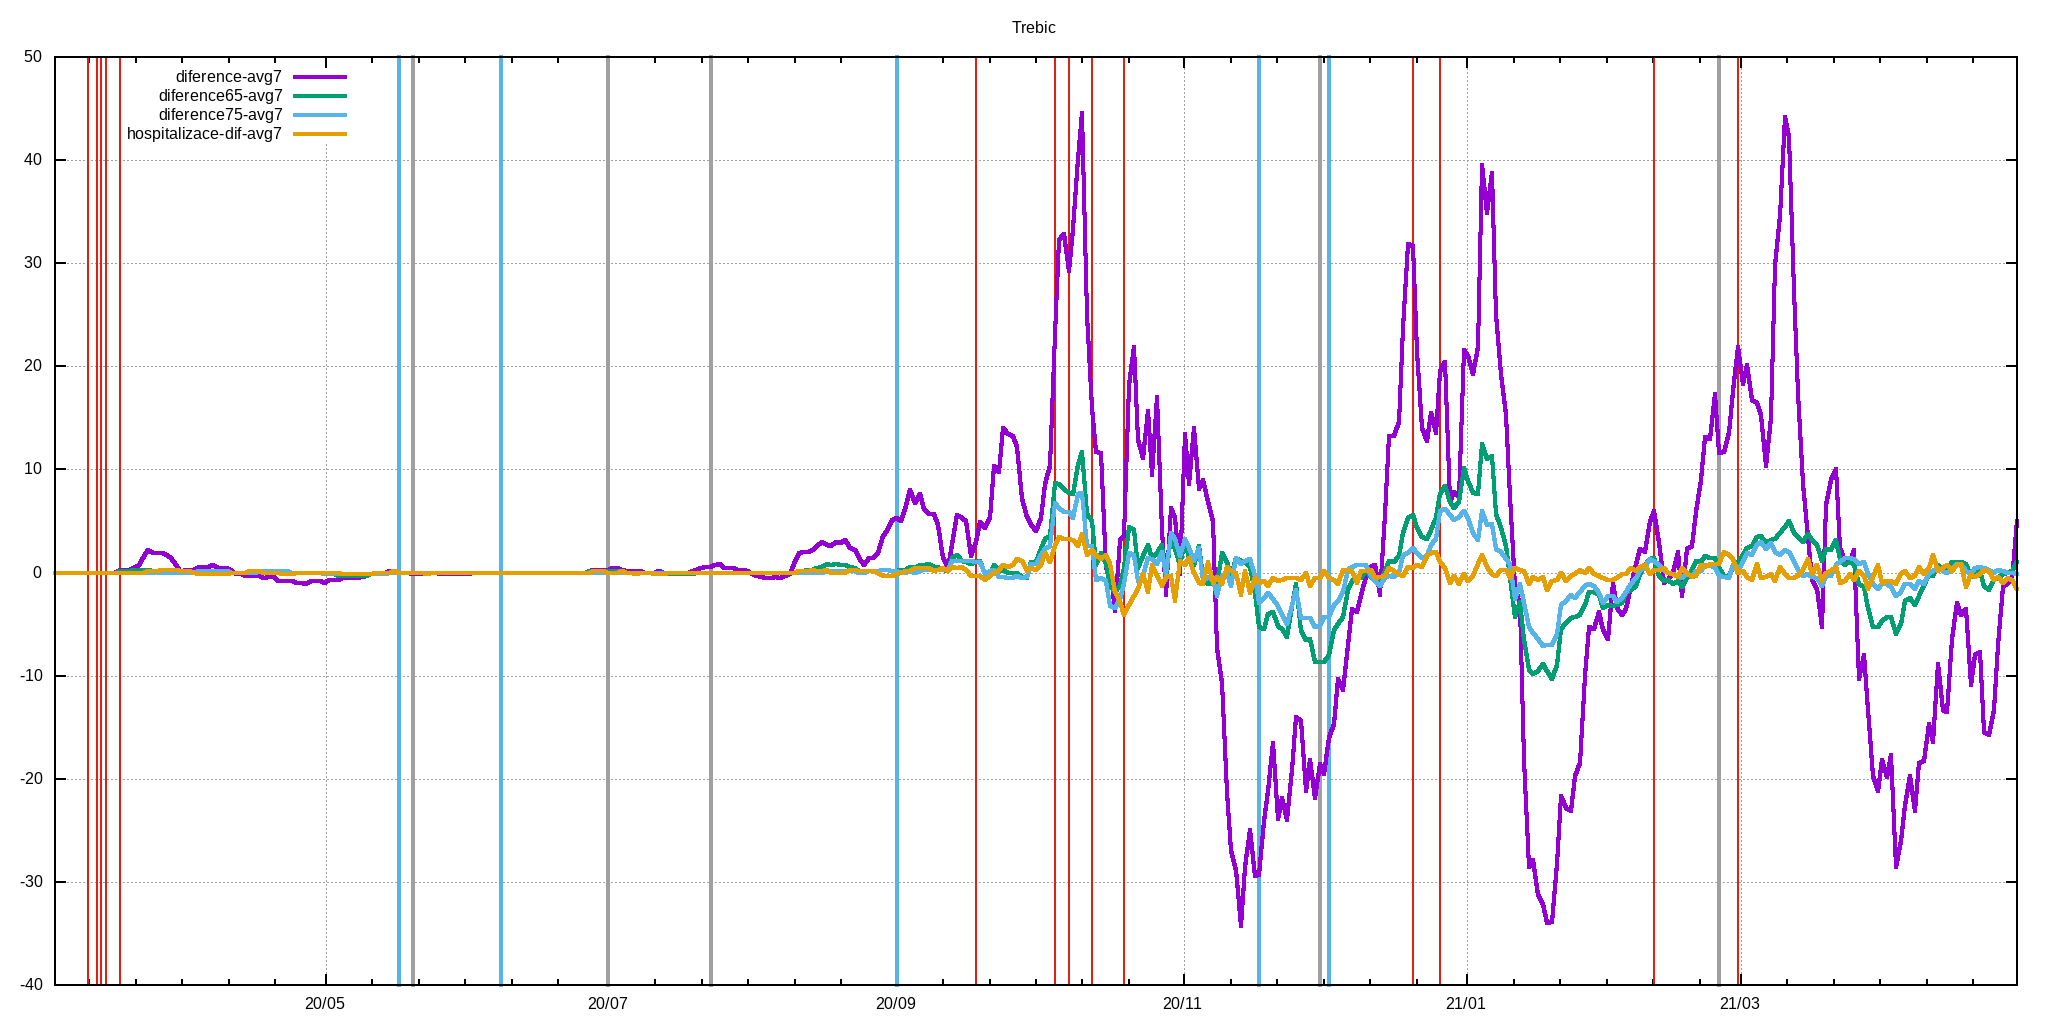 Trebic
50
40
30
20
10
0
-10
-20
-30
-40
diference-avg7
diference65-avg7
diference75-avg7
hospitalizace-dif-avg7
20/05 20/07 20/09 20/11 21/01 21/03